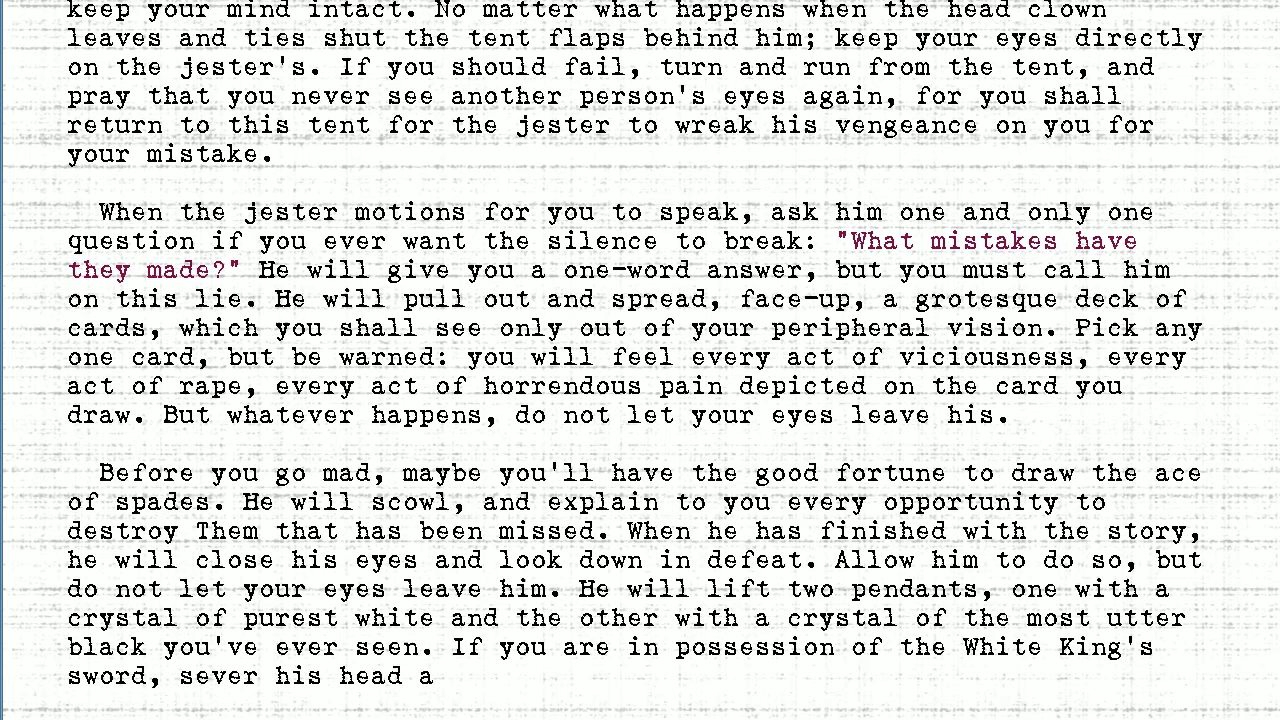 keep your mind intact. No matter what happens when the head clown
leaves and ties shut the tent flaps behind him; keep your eyes directly
on the jester's. If you should fail, turn and run from the tent, and
pray that you never see another person's eyes again, for you shall
return to this tent for the jester to wreak his vengeance on you for
your mistake.
When the jester motions for you to speak, ask him one and only one
question if you ever want the silence to break: "What mistakes have
they made?" He will give you a one-word answer, but you must call him
on this lie. He will pull out and spread, face-up, a grotesque deck of
cards, which you shall see only out of your peripheral vision. Pick any
one card, but be warned: you will feel every act of viciousness, every
act of rape, every act of horrendous pain depicted on the card you
draw. But whatever happens, do not let your eyes leave his.
Before you go mad, maybe you'll have the good fortune to draw the ace
of spades. He will scowl, and explain to you every opportunity to
destroy Them that has been missed. When he has finished with the story,
he will close his eyes and look down in defeat. Allow him to do so, but
do not let your eyes leave him. He will lift two pendants, one with a
crystal of purest white and the other with a crystal of the most utter
black you've ever seen. If you are in possession of the White King's
sword, sever his head a